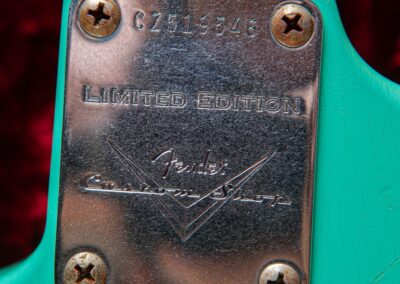 CZ519346
LIMITED EDITION
Fender
Custom Shop